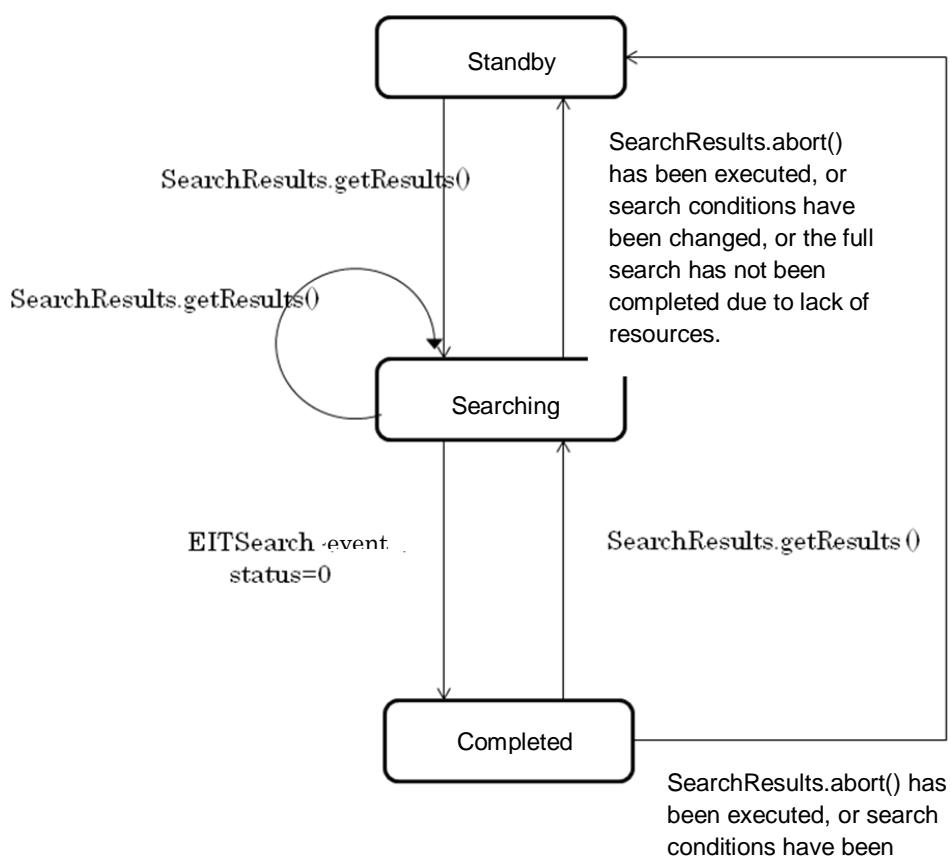 Standby
SearchResults.getResults()
SearchResults.abort()
has been executed, or
search conditions have
been changed, or the full
search has not been
completed due to lack of
resources.
SearchResults.getResults()
Searching
EITSearch event
status=0
SearchResults.getResults ()
Completed
SearchResults.abort() has
been executed, or search
conditions have been